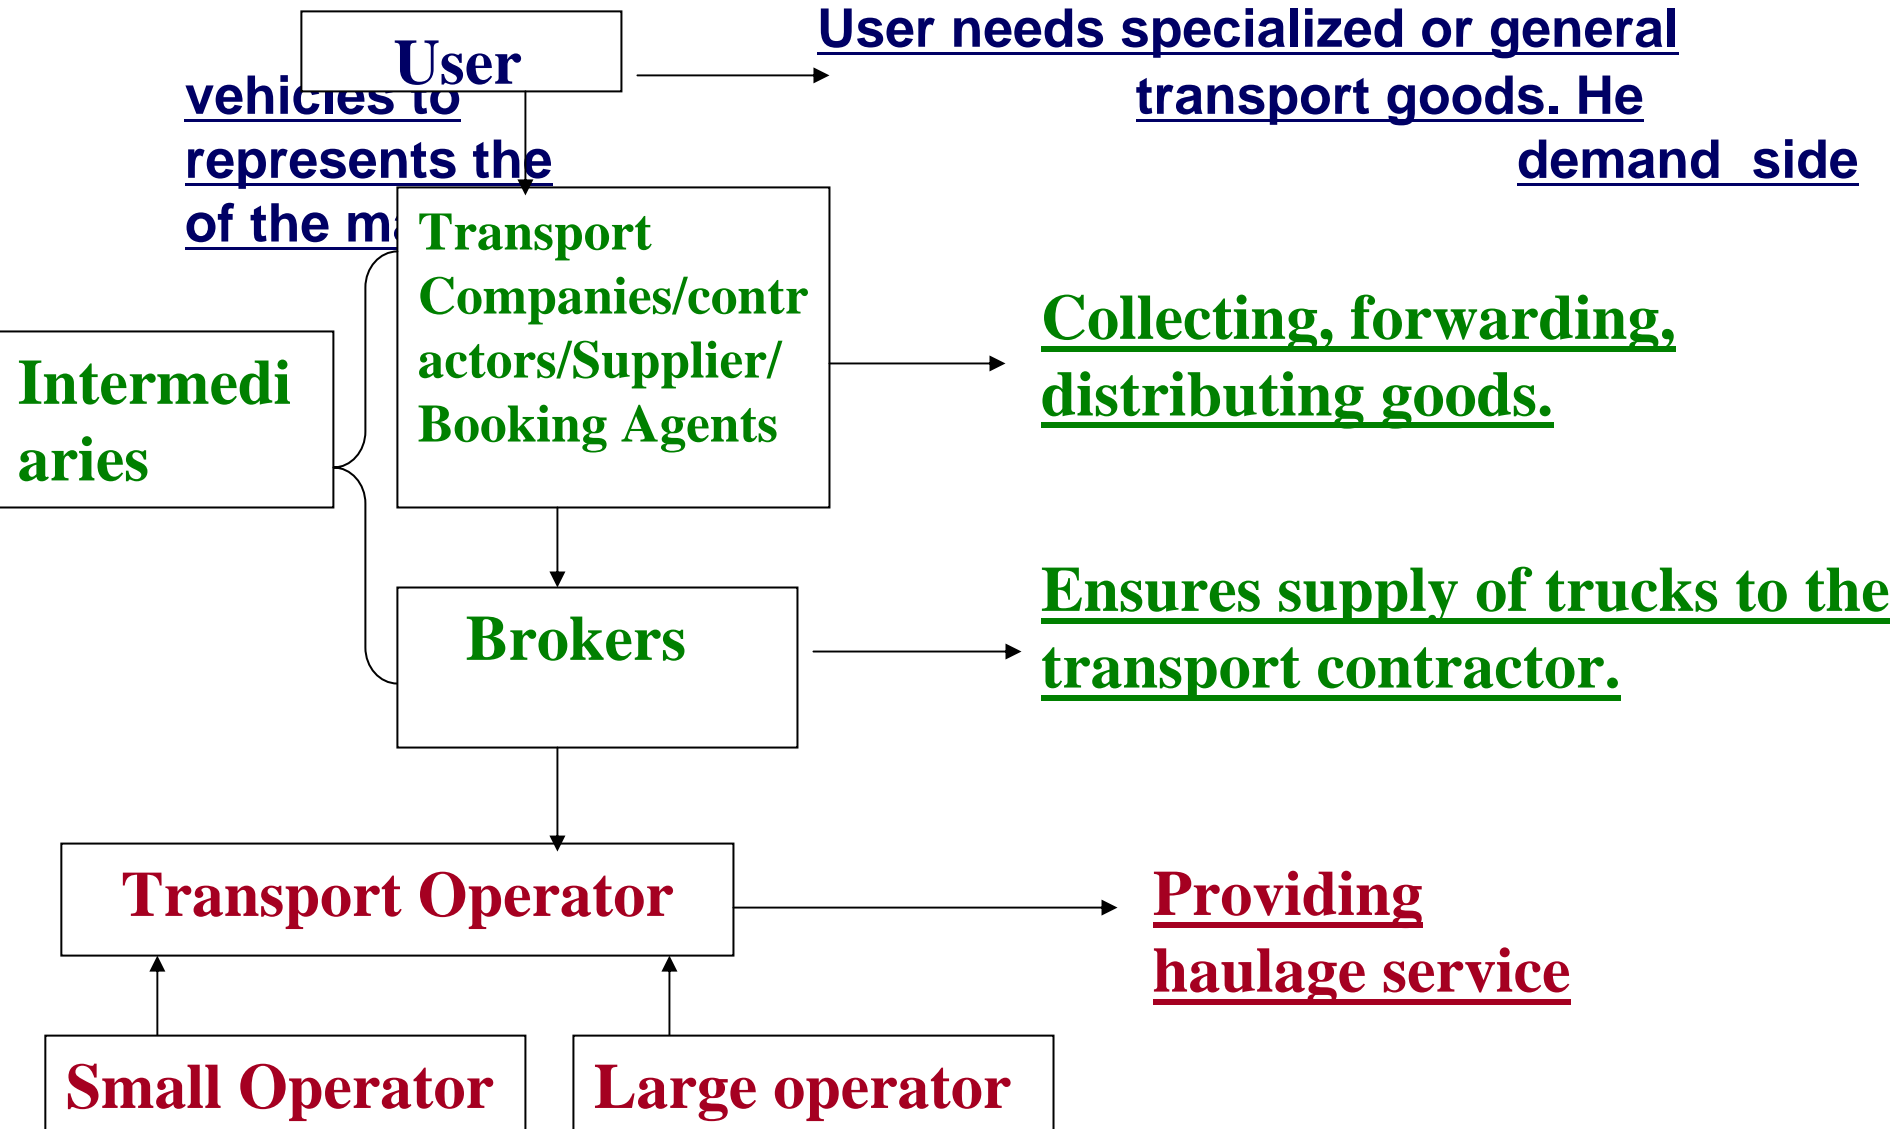 User
User needs specialized or general
vehicles to transport goods. He
represents the demand side
of the ma
Transport
Companies/contr
actors/Supplier/
Booking Agents
Collecting, forwarding,
distributing goods.
Intermedi
aries
Brokers
Ensures supply of trucks to the
transport contractor.
Transport Operator
Providing
haulage service
Small Operator
Large operator